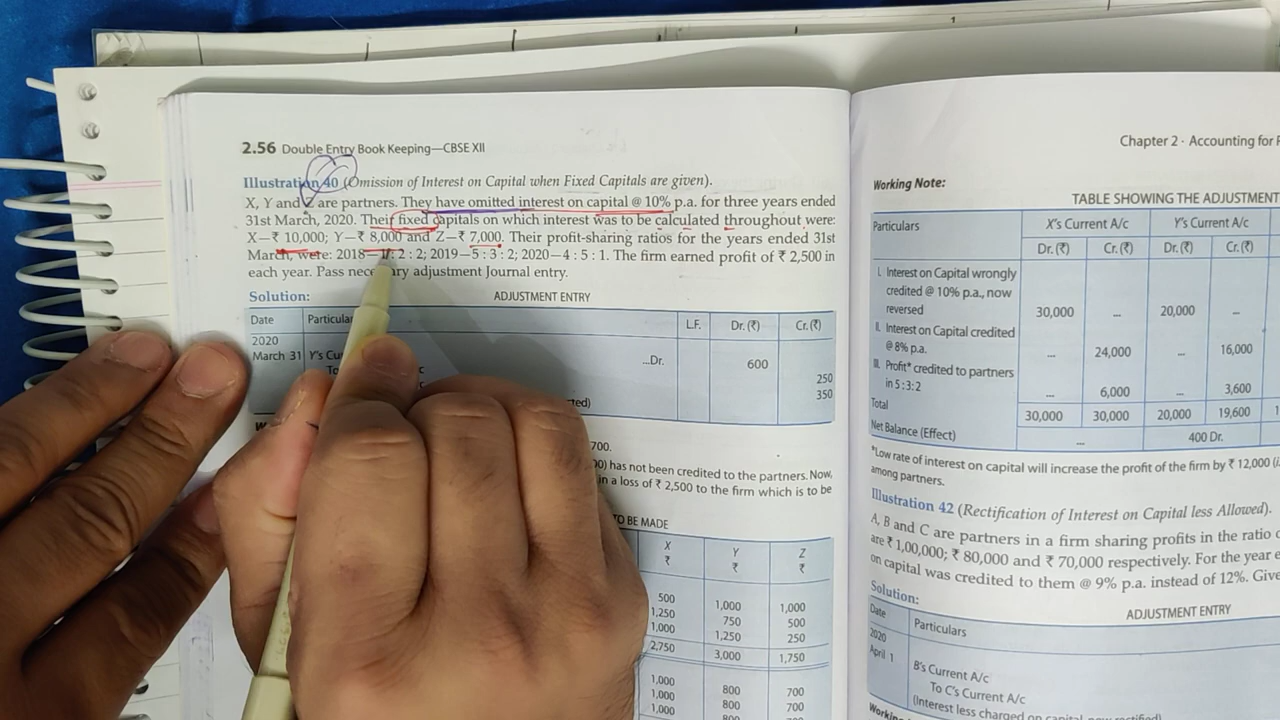 2.56 Double Entry Book Keeping—CBSE XII
Illustration 40 (Omission of Interest on Capital when Fixed Capitals are given).
X, Y and Z are partners. They have omitted interest on capital @ 10% p.a. for three years ended
31st March, 2020. Their fixed capitals on which interest was to be calculated throughout were:
X—₹ 10,000; Y—₹ 8,000 and Z—₹ 7,000. Their profit-sharing ratios for the years ended 31st
March, were: 2018—1: 2 : 2; 2019—5 : 3 : 2; 2020—4 : 5 : 1. The firm earned profit of ₹ 2,500 in
each year. Pass necessary adjustment Journal entry.
Solution: ADJUSTMENT ENTRY
Date L.F. Dr. (₹) Cr. (₹)
2020
March 31 Y's ...Dr. 600
To 250
350
700.
has not been credited to the partners. Now,
in a loss of ₹ 2,500 to the firm which is to be
TO BE MADE
X Y Z
₹ ₹ ₹
500 1,000 1,000
1,250 750 500
1,000 1,250 250
2,750 3,000 1,750
1,000 800 700
1,000 800 700
800 700
Chapter 2 · Accounting for
Working Note:
TABLE SHOWING THE ADJUSTMENT
Particulars X's Current A/c Y's Current A/c
Dr. (₹) Cr. (₹) Dr. (₹) Cr. (₹)
I. Interest on Capital wrongly
credited @ 10% p.a., now
reversed 30,000 ... 20,000 ...
II. Interest on Capital credited
@ 8% p.a. ... 24,000 ... 16,000
III. Profit* credited to partners
in 5 : 3 : 2 ... 6,000 ... 3,600
Total 30,000 30,000 20,000 19,600
Net Balance (Effect) ... 400 Dr.
*Low rate of interest on capital will increase the profit of the firm by ₹ 12,000
among partners.
Illustration 42 (Rectification of Interest on Capital less Allowed).
A, B and C are partners in a firm sharing profits in the ratio
are ₹ 1,00,000; ₹ 80,000 and ₹ 70,000 respectively. For the year
on capital was credited to them @ 9% p.a. instead of 12%.
Solution: ADJUSTMENT ENTRY
Date Particulars
2020
April 1 B's Current A/c
To C's Current A/c
(Interest less charged on capital, now rectified)